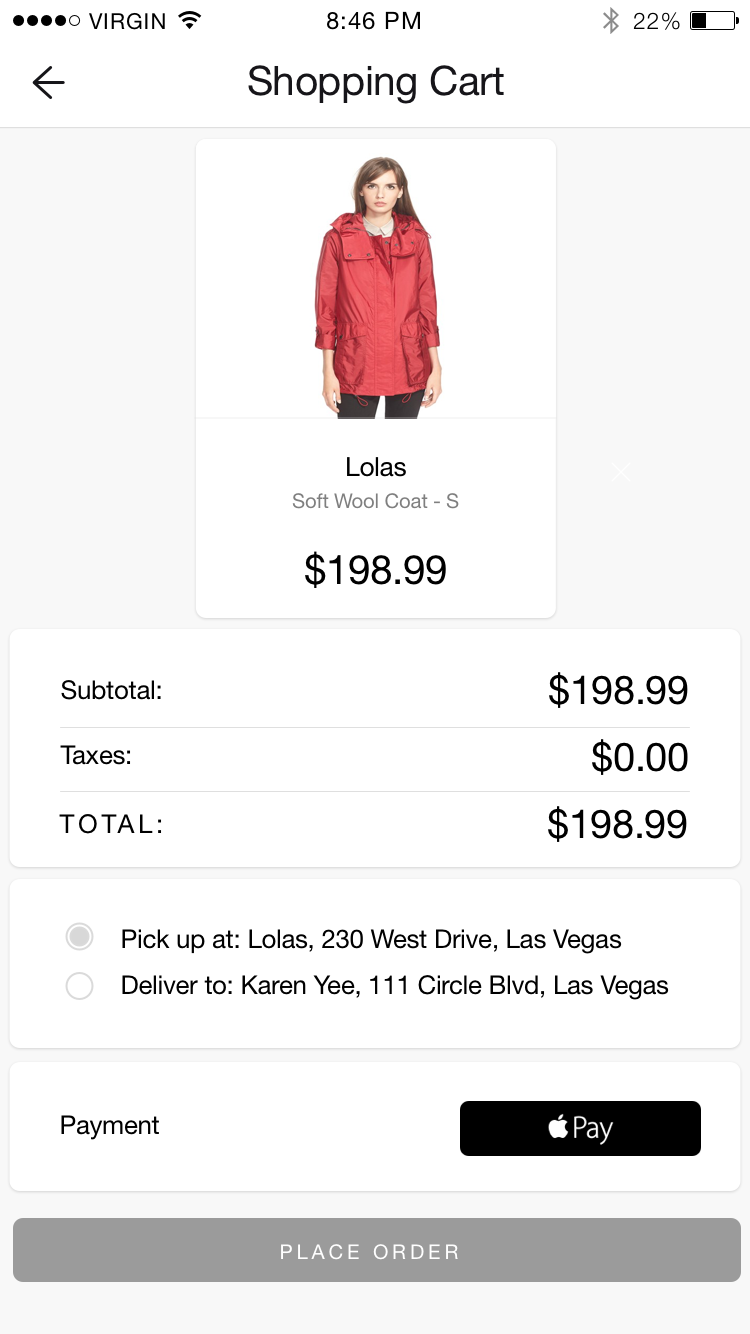 VIRGIN 8:46 PM 22%
Shopping Cart
Lolas
Soft Wool Coat - S
$198.99
Subtotal: $198.99
Taxes: $0.00
TOTAL: $198.99
Pick up at: Lolas, 230 West Drive, Las Vegas
Deliver to: Karen Yee, 111 Circle Blvd, Las Vegas
Payment Pay
PLACE ORDER